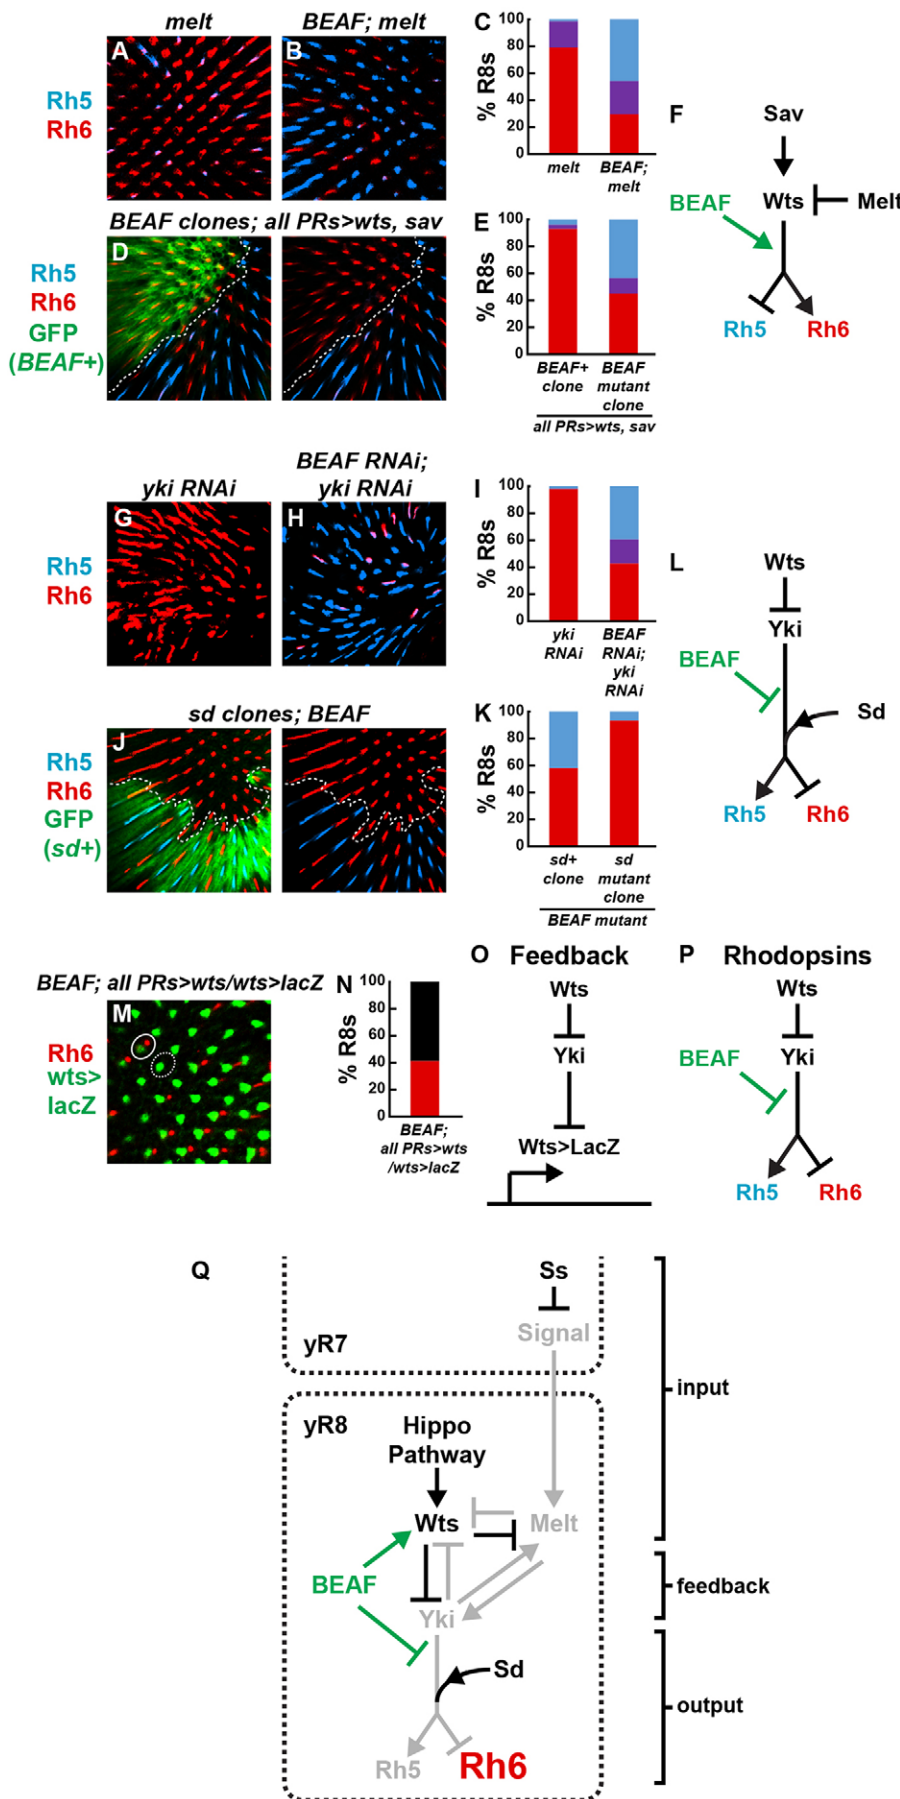 melt
BEAF; melt
A
B
Rh5
Rh6
C
% R8s
100
80
60
40
20
0
melt
BEAF;
melt
BEAF clones; all PRs>wts, sav
D
Rh5
Rh6
GFP
(BEAF+)
E
% R8s
100
80
60
40
20
0
BEAF+
clone
BEAF
mutant
clone
all PRs>wts, sav
F
Sav
BEAF
Wts
Melt
Rh5
Rh6
yki RNAi
BEAF RNAi;
yki RNAi
G
H
Rh5
Rh6
I
% R8s
100
80
60
40
20
0
yki
RNAi
BEAF
RNAi;
yki
RNAi
sd clones; BEAF
J
Rh5
Rh6
GFP
(sd+)
K
% R8s
100
80
60
40
20
0
sd+
clone
sd
mutant
clone
BEAF mutant
L
Wts
Yki
BEAF
Sd
Rh5
Rh6
BEAF; all PRs>wts/wts>lacZ
M
Rh6
wts>
lacZ
N
% R8s
100
80
60
40
20
0
BEAF;
all PRs>wts
/wts>lacZ
O
Feedback
Wts
Yki
Wts>LacZ
P
Rhodopsins
Wts
BEAF
Yki
Rh5
Rh6
Q
Ss
Signal
yR7
input
yR8
Hippo
Pathway
Wts
Melt
BEAF
feedback
Yki
Sd
output
Rh5
Rh6